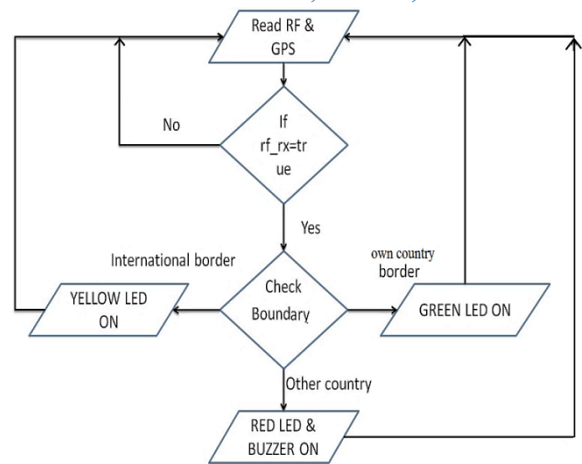 Read RF &
GPS
No
If
rf_rx=tr
ue
Yes
International border
own country
border
Check
Boundary
YELLOW LED
ON
GREEN LED ON
Other country
RED LED &
BUZZER ON